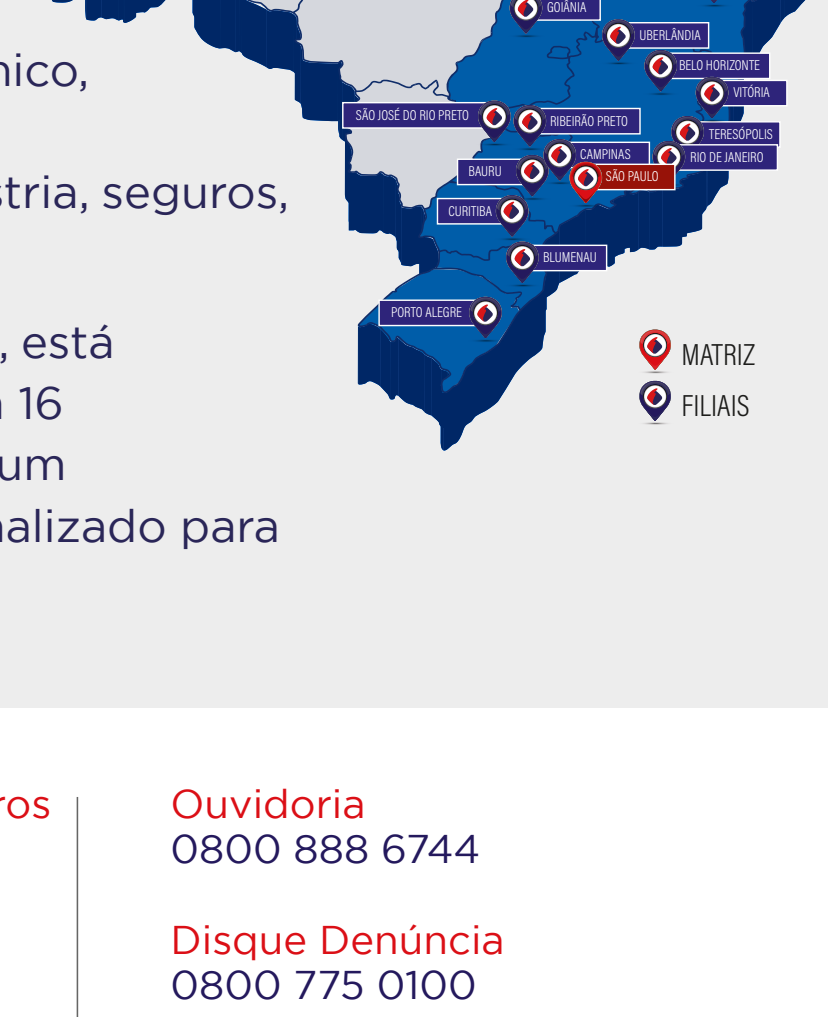 nico,
stria, seguros,
, está
16
um
nalizado para
GOIÂNIA
UBERLÂNDIA
BELO HORIZONTE
VITÓRIA
SÃO JOSÉ DO RIO PRETO
RIBEIRÃO PRETO
TERESÓPOLIS
CAMPINAS
RIO DE JANEIRO
BAURU
SÃO PAULO
CURITIBA
BLUMENAU
PORTO ALEGRE
MATRIZ
FILIAIS
ros
Ouvidoria
0800 888 6744
Disque Denúncia
0800 775 0100